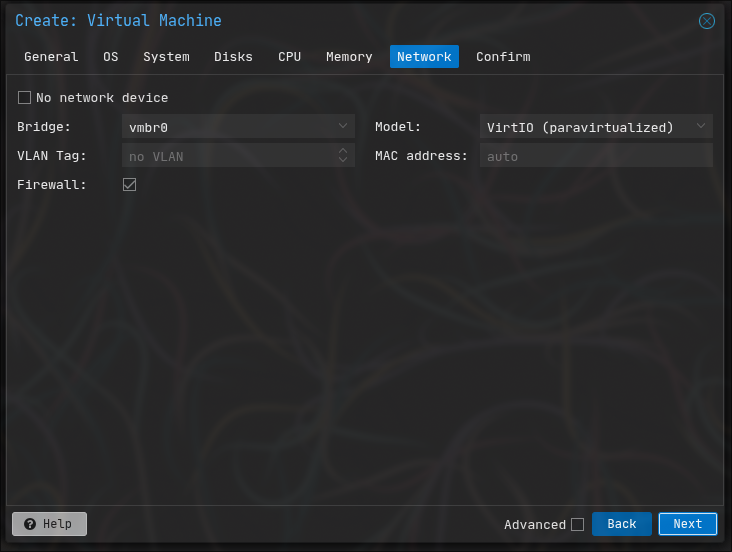 Create: Virtual Machine
General OS System Disks CPU Memory Network Confirm
No network device
Bridge: vmbr0 Model: VirtIO (paravirtualized)
VLAN Tag: no VLAN MAC address: auto
Firewall:
? Help Advanced Back Next